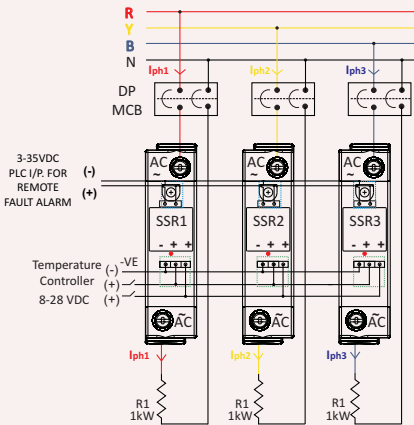 R
Y
B
N
Iph1 Iph2 Iph3
DP
MCB
AC AC AC
~ ~ ~
3-35VDC
PLC I/P. FOR
REMOTE
FAULT ALARM
(-)
(+)
SSR1 SSR2 SSR3
- + + - + + - + +
Temperature
Controller
8-28 VDC
-VE
(-)
(+)
(+)
~ ~ ~
AC AC AC
Iph1 Iph2 Iph3
R1 R1 R1
1kW 1kW 1kW